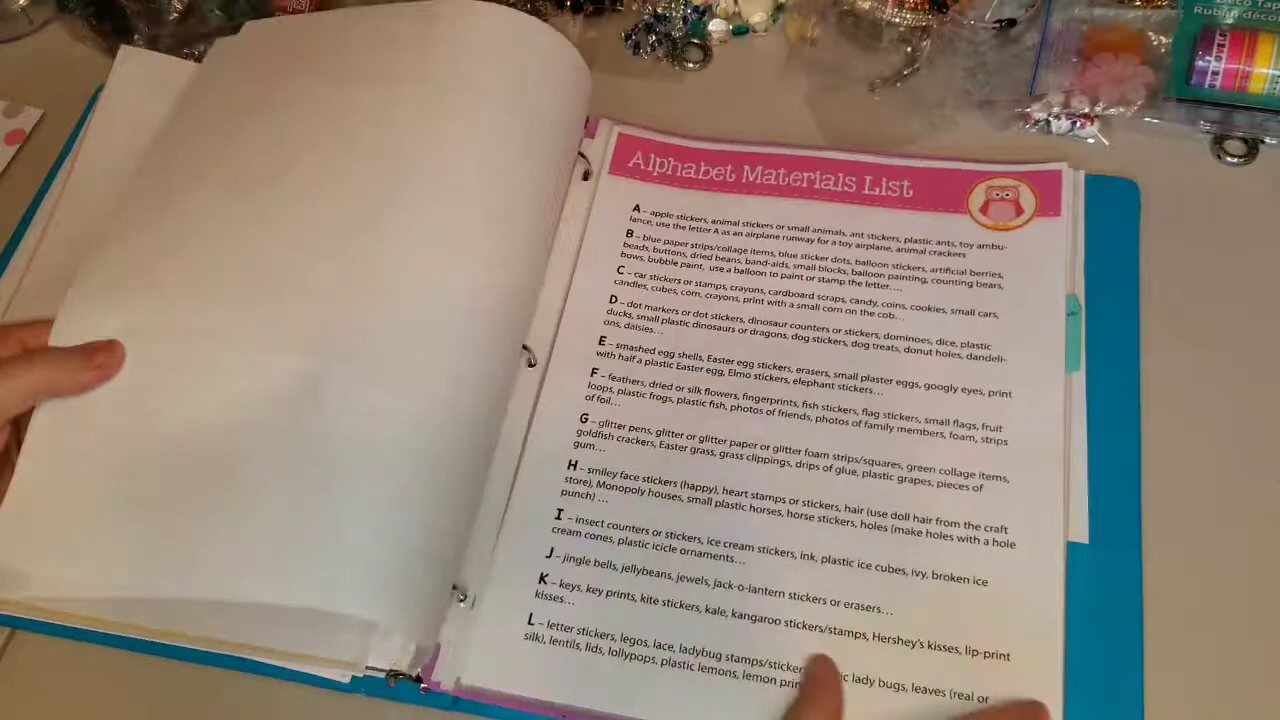 Deco Tap
Ruban déco
LOVE LOVE
Alphabet Materials List
A – apple stickers, animal stickers or small animals, ant stickers, plastic ants, toy ambu-
lance, use the letter A as an airplane runway for a toy airplane, animal crackers
B – blue paper strips/collage items, blue sticker dots, balloon stickers, artificial berries,
beads, buttons, dried beans, band-aids, small blocks, balloon painting, counting bears,
bows, bubble paint, use a balloon to paint or stamp the letter....
C – car stickers or stamps, crayons, cardboard scraps, candy, coins, cookies, small cars,
candles, cubes, corn, crayons, print with a small corn on the cob...
D – dot markers or dot stickers, dinosaur counters or stickers, dominoes, dice, plastic
ducks, small plastic dinosaurs or dragons, dog stickers, dog treats, donut holes, dandeli-
ons, daisies...
E – smashed egg shells, Easter egg stickers, erasers, small plaster eggs, googly eyes, print
with half a plastic Easter egg, Elmo stickers, elephant stickers...
F – feathers, dried or silk flowers, fingerprints, fish stickers, flag stickers, small flags, fruit
loops, plastic frogs, plastic fish, photos of friends, photos of family members, foam, strips
of foil...
G – glitter pens, glitter or glitter paper or glitter foam strips/squares, green collage items,
goldfish crackers, Easter grass, grass clippings, drips of glue, plastic grapes, pieces of
gum...
H – smiley face stickers (happy), heart stamps or stickers, hair (use doll hair from the craft
store), Monopoly houses, small plastic horses, horse stickers, holes (make holes with a hole
punch) ...
I – insect counters or stickers, ice cream stickers, ink, plastic ice cubes, ivy, broken ice
cream cones, plastic icicle ornaments...
J – jingle bells, jellybeans, jewels, jack-o-lantern stickers or erasers...
K – keys, key prints, kite stickers, kale, kangaroo stickers/stamps, Hershey's kisses, lip-print
kisses...
L – letter stickers, legos, lace, ladybug stamps/sticker ic lady bugs, leaves (real or
silk), lentils, lids, lollypops, plastic lemons, lemon prin